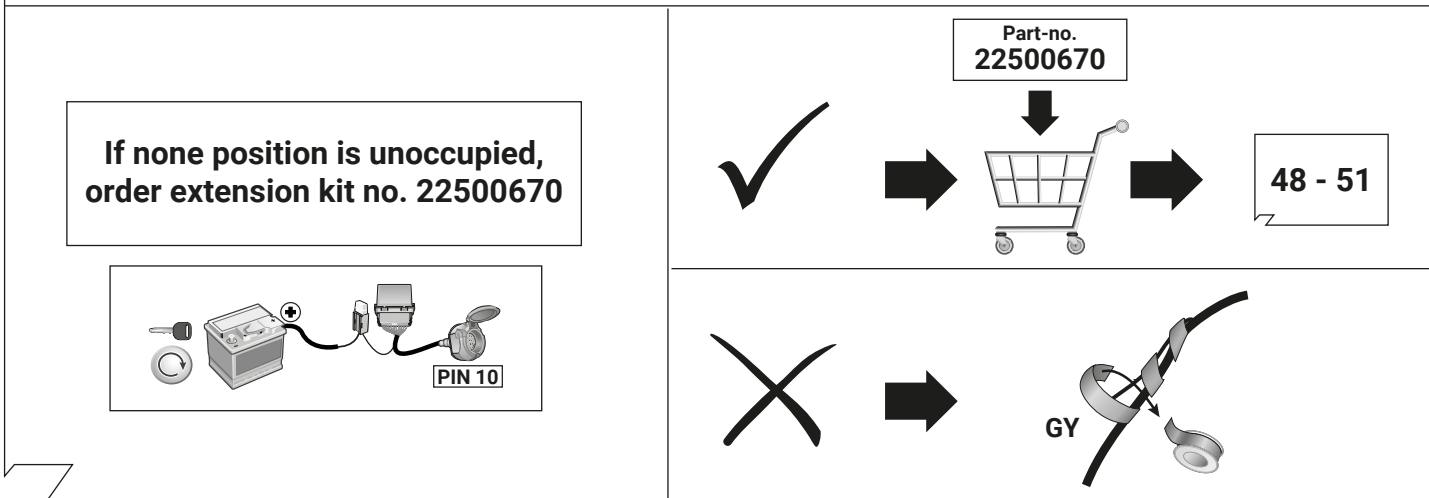 If none position is unoccupied,
order extension kit no. 22500670
PIN 10
Part-no.
22500670
48 - 51
GY